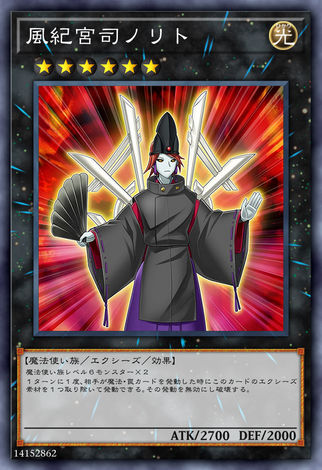 風紀宮司ノリト
光
【魔法使い族／エクシーズ／効果】
魔法使い族レベル６モンスター×２
１ターンに１度、相手が魔法・罠カードを発動した時にこのカードのエクシーズ
素材を１つ取り除いて発動できる。その発動を無効にし破壊する。
ATK/2700 DEF/2000
14152862